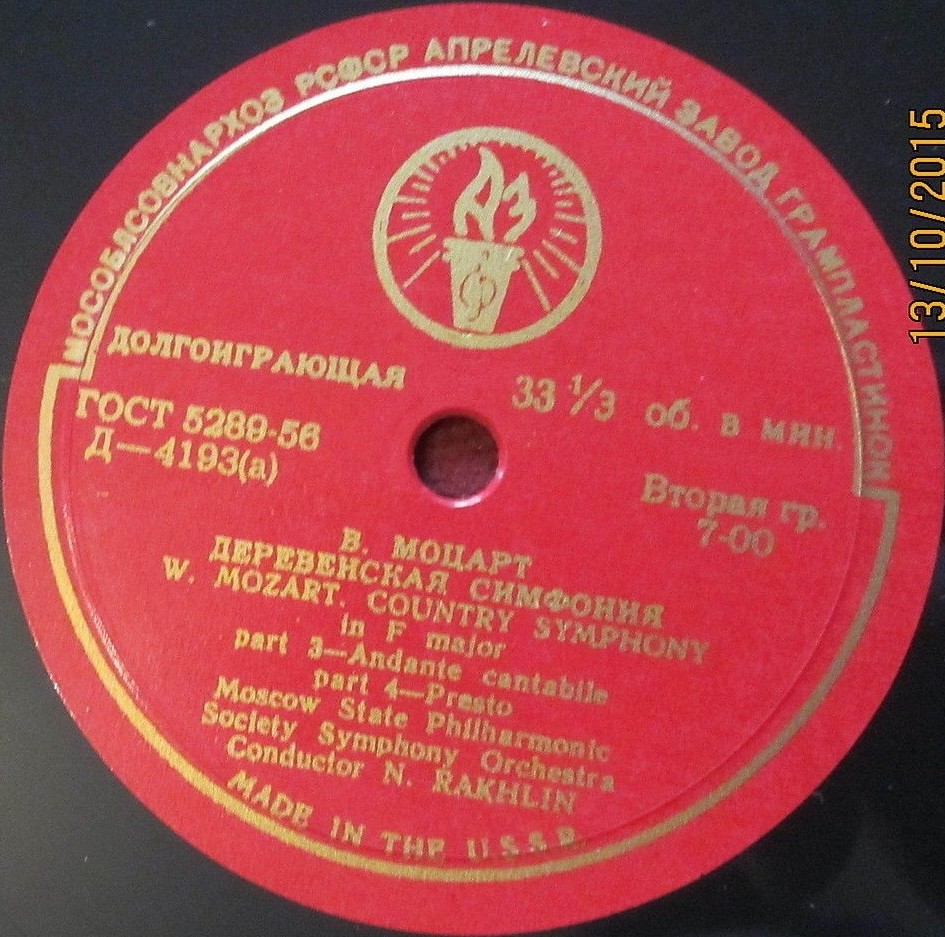 МОСОБЛСОВНАРХОЗ РСФСР АПРЕЛЕВСКИЙ ЗАВОД ГРАМПЛАСТИНОК
ДОЛГОИГРАЮЩАЯ
33 1/3 об. в мин.
ГОСТ 5289-56
Д—4193(а)
Вторая гр.
7-00
В. МОЦАРТ
ДЕРЕВЕНСКАЯ СИМФОНИЯ
W. MOZART. COUNTRY SYMPHONY
in F major
part 3—Andante cantabile
part 4—Presto
Moscow State Philharmonic
Society Symphony Orchestra
Conductor N. RAKHLIN
MADE IN THE U.S.S.R.
13/10/2015